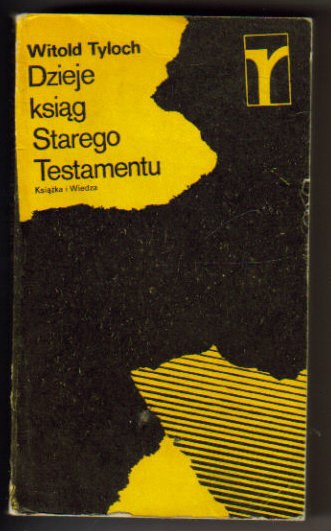 Witold Tyloch
Dzieje
ksiąg
Starego
Testamentu
Książka i Wiedza
r